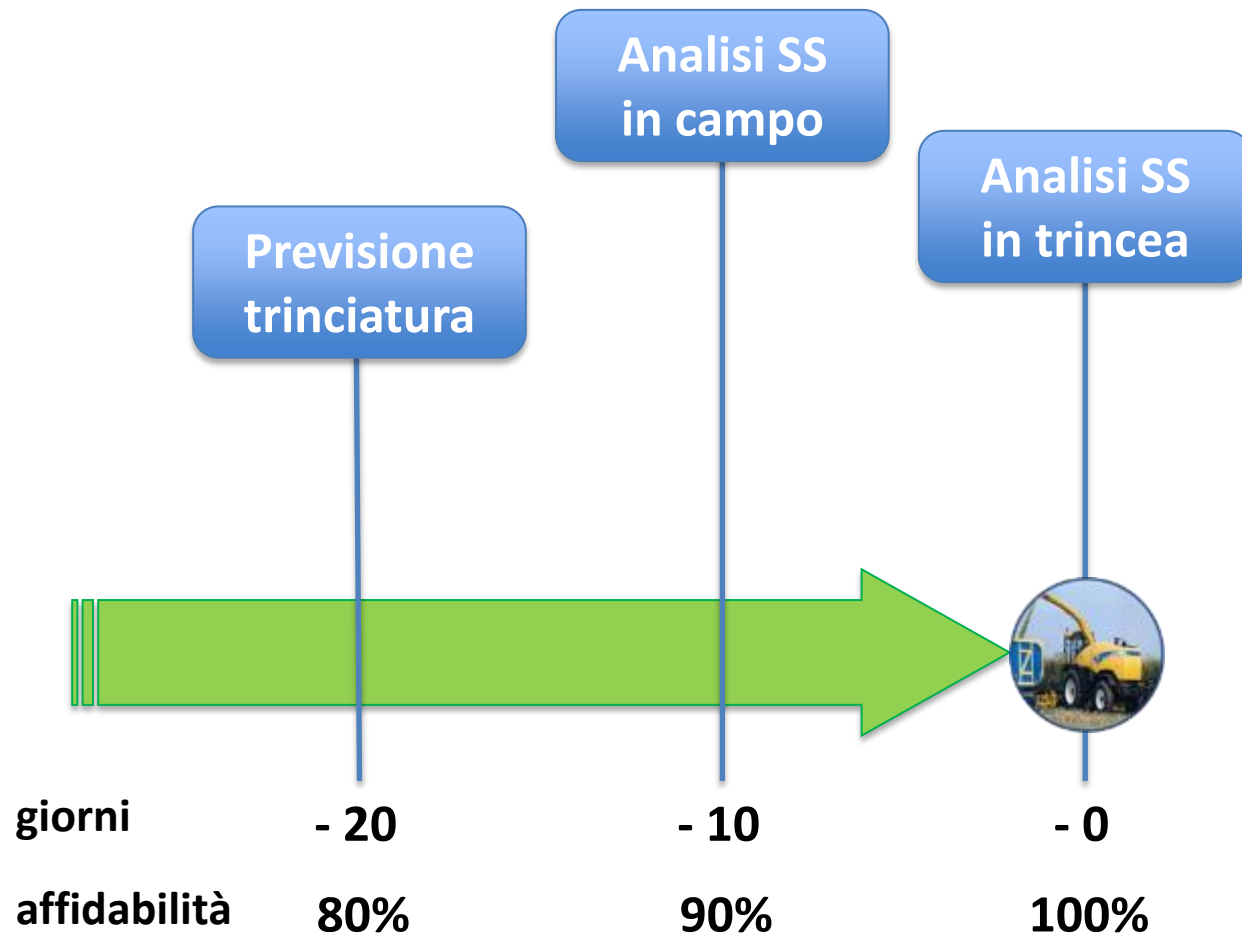 Analisi SS
in campo
Analisi SS
in trincea
Previsione
trinciatura
giorni - 20 - 10 - 0
affidabilità 80% 90% 100%